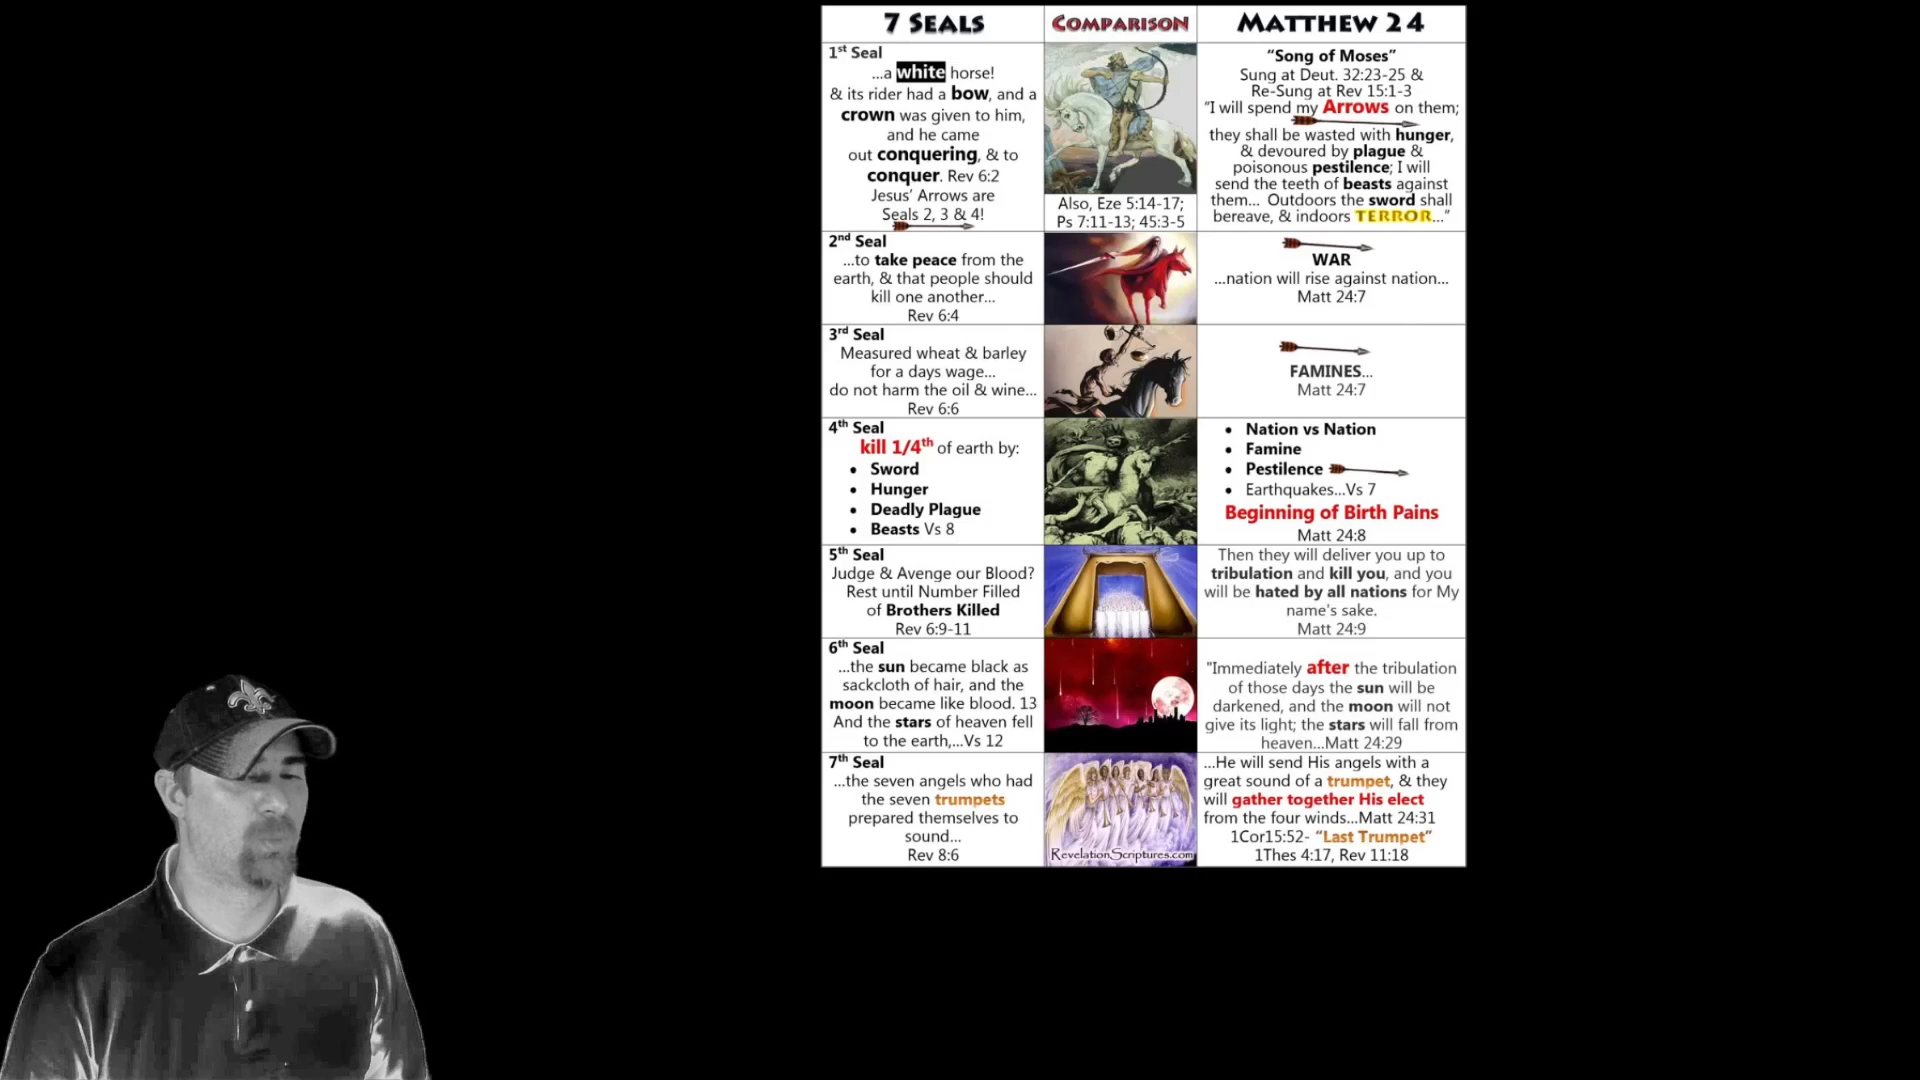 7 SEALS
COMPARISON
MATTHEW 24
1st Seal
...a white horse!
& its rider had a bow, and a
crown was given to him,
and he came
out conquering, & to
conquer. Rev 6:2
Jesus' Arrows are
Seals 2, 3 & 4!
Also, Eze 5:14-17;
Ps 7:11-13; 45:3-5
“Song of Moses”
Sung at Deut. 32:23-25 &
Re-Sung at Rev 15:1-3
“I will spend my Arrows on them;
they shall be wasted with hunger,
& devoured by plague &
poisonous pestilence; I will
send the teeth of beasts against
them... Outdoors the sword shall
bereave, & indoors TERROR...”
2nd Seal
...to take peace from the
earth, & that people should
kill one another...
Rev 6:4
WAR
...nation will rise against nation...
Matt 24:7
3rd Seal
Measured wheat & barley
for a days wage...
do not harm the oil & wine...
Rev 6:6
FAMINES...
Matt 24:7
4th Seal
kill 1/4th of earth by:
• Sword
• Hunger
• Deadly Plague
• Beasts Vs 8
• Nation vs Nation
• Famine
• Pestilence
• Earthquakes...Vs 7
Beginning of Birth Pains
Matt 24:8
5th Seal
Judge & Avenge our Blood?
Rest until Number Filled
of Brothers Killed
Rev 6:9-11
Then they will deliver you up to
tribulation and kill you, and you
will be hated by all nations for My
name's sake.
Matt 24:9
6th Seal
...the sun became black as
sackcloth of hair, and the
moon became like blood. 13
And the stars of heaven fell
to the earth,...Vs 12
"Immediately after the tribulation
of those days the sun will be
darkened, and the moon will not
give its light; the stars will fall from
heaven...Matt 24:29
7th Seal
...the seven angels who had
the seven trumpets
prepared themselves to
sound...
Rev 8:6
RevelationScriptures.com
...He will send His angels with a
great sound of a trumpet, & they
will gather together His elect
from the four winds...Matt 24:31
1Cor15:52- “Last Trumpet”
1Thes 4:17, Rev 11:18